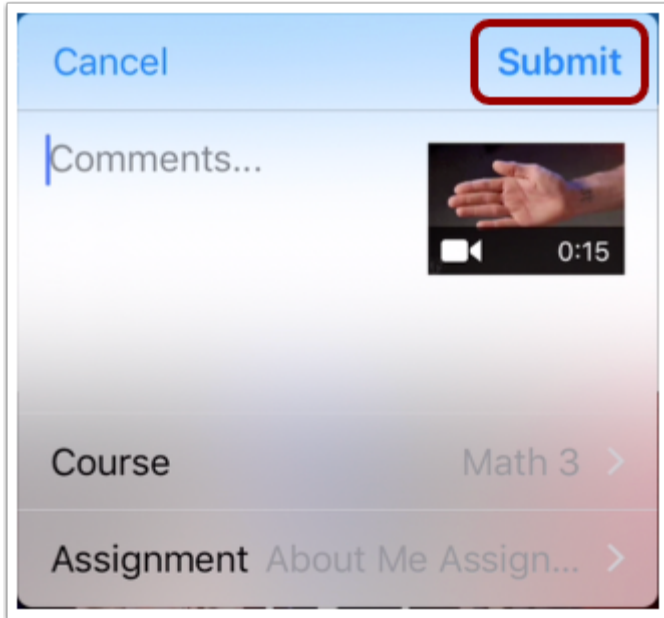 Cancel Submit
Comments...
0:15
Course Math 3 >
Assignment About Me Assign... >